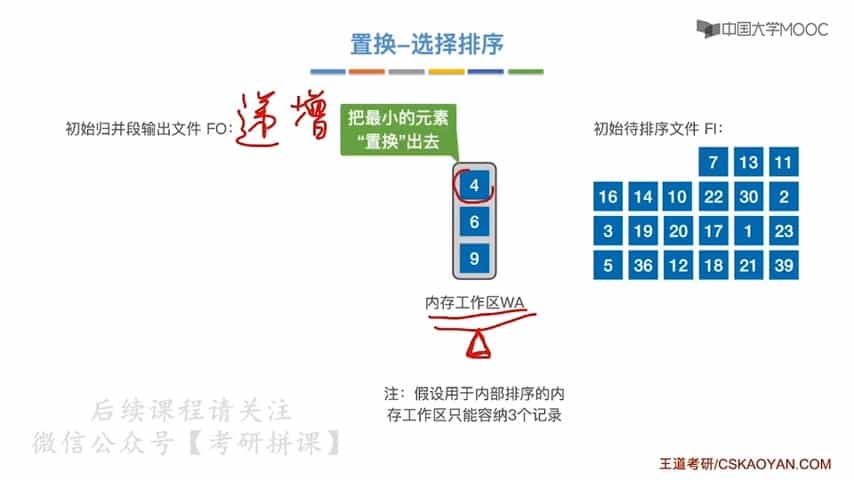 中国大学MOOC
置换-选择排序
初始归并段输出文件 FO：
递增
把最小的元素
“置换”出去
初始待排序文件 FI：
4
6
9
7 13 11
16 14 10 22 30 2
3 19 20 17 1 23
5 36 12 18 21 39
内存工作区WA
注：假设用于内部排序的内
存工作区只能容纳3个记录
后续课程请关注
微信公众号【考研拼课】
王道考研/CSKAOYAN.COM